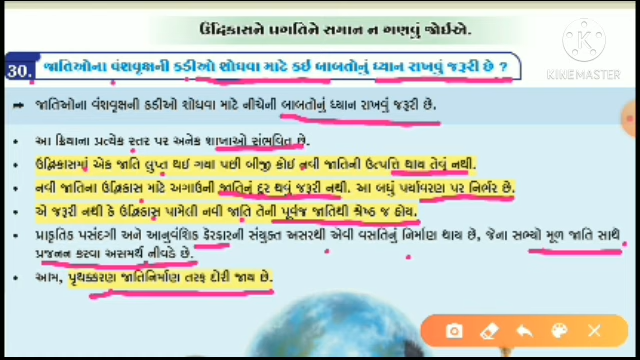 ઉદ્વિકાસને પ્રગતિને સમાન ન ગણવું જોઈએ.
30. જાતિઓના વંશવૃક્ષની કડીઓ શોધવા માટે કઇ બાબતોનું ધ્યાન રાખવું જરૂરી છે ?
➡ જાતિઓના વંશવૃક્ષની કડીઓ શોધવા માટે નીચેની બાબતોનું ધ્યાન રાખવું જરૂરી છે.
• આ ક્રિયાના પ્રત્યેક સ્તર પર અનેક શાખાઓ સંભવિત છે.
• ઉદ્વિકાસમાં એક જાતિ લુપ્ત થઈ ગયા પછી બીજી કોઈ નવી જાતિની ઉત્પત્તિ થાય તેવું નથી.
• નવી જાતિના ઉદ્વિકાસ માટે અગાઉની જાતિનું દૂર થવું જરૂરી નથી. આ બધું પર્યાવરણ પર નિર્ભર છે.
• એ જરૂરી નથી કે ઉદ્વિકાસ પામેલી નવી જાતિ તેની પૂર્વજ જાતિથી શ્રેષ્ઠ જ હોય.
• પ્રાકૃતિક પસંદગી અને આનુવંશિક ફેરફારની સંયુક્ત અસરથી એવી વસતિનું નિર્માણ થાય છે, જેના સભ્યો મૂળ જાતિ સાથે
પ્રજનન કરવા અસમર્થ નીવડે છે.
• આમ, પૃથક્કરણ જાતિનિર્માણ તરફ દોરી જાય છે.
KINEMASTER